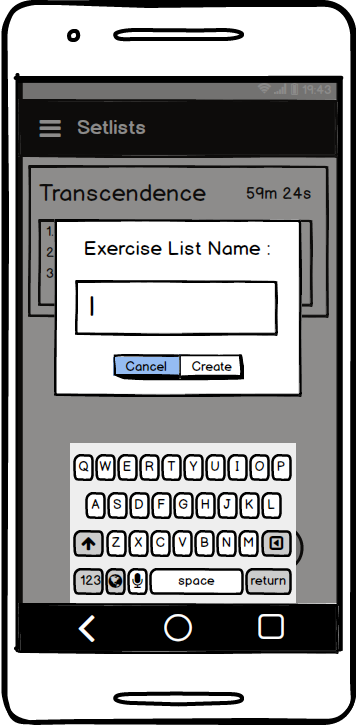 19:43
Setlists
Transcendence 59m 24s
1.
2.
3
Exercise List Name :
Cancel Create
Q W E R T Y U I O P
A S D F G H J K L
Z X C V B N M
123 space return